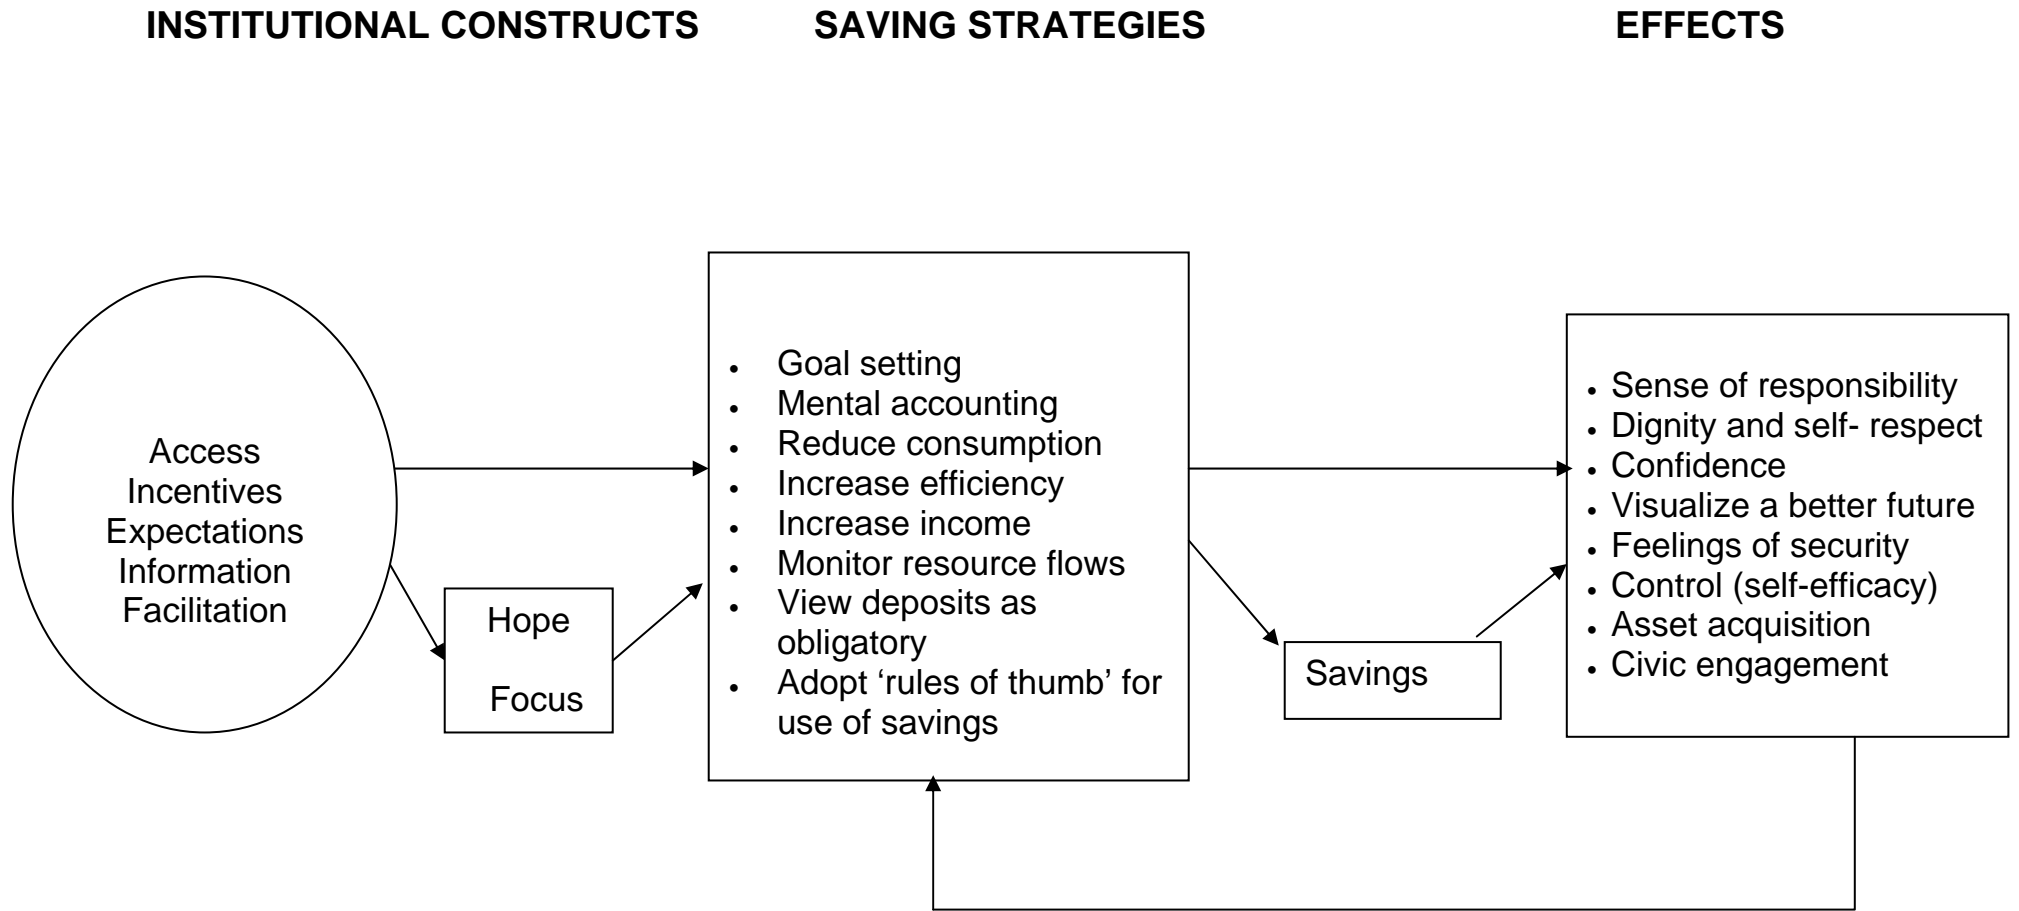 INSTITUTIONAL CONSTRUCTS
SAVING STRATEGIES
EFFECTS
Access
Incentives
Expectations
Information
Facilitation
Hope
Focus
• Goal setting
• Mental accounting
• Reduce consumption
• Increase efficiency
• Increase income
• Monitor resource flows
• View deposits as
obligatory
• Adopt ‘rules of thumb’ for
use of savings
Savings
• Sense of responsibility
• Dignity and self- respect
• Confidence
• Visualize a better future
• Feelings of security
• Control (self-efficacy)
• Asset acquisition
• Civic engagement